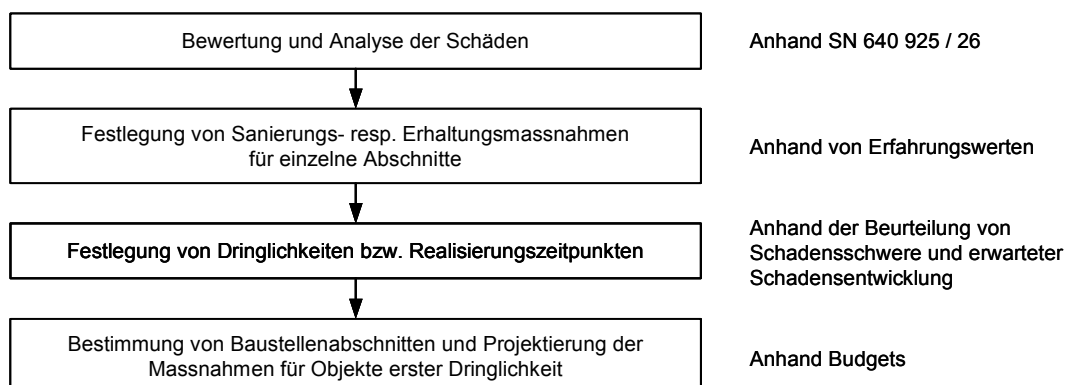 Bewertung und Analyse der Schäden
Anhand SN 640 925 / 26
Festlegung von Sanierungs- resp. Erhaltungsmassnahmen
für einzelne Abschnitte
Anhand von Erfahrungswerten
Festlegung von Dringlichkeiten bzw. Realisierungszeitpunkten
Anhand der Beurteilung von
Schadensschwere und erwarteter
Schadensentwicklung
Bestimmung von Baustellenabschnitten und Projektierung der
Massnahmen für Objekte erster Dringlichkeit
Anhand Budgets